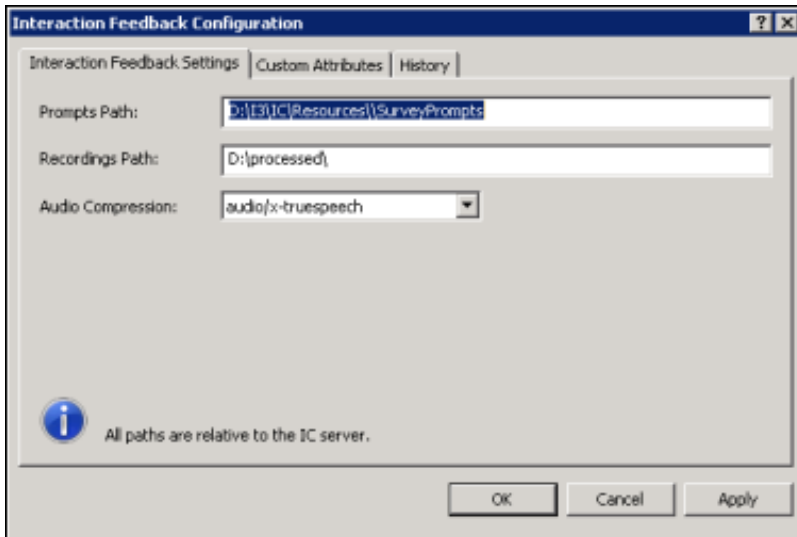 Interaction Feedback Configuration
Interaction Feedback Settings Custom Attributes History
Prompts Path: D:\I3\IC\Resources\\SurveyPrompts
Recordings Path: D:\processed\
Audio Compression: audio/x-truespeech
All paths are relative to the IC server.
OK Cancel Apply